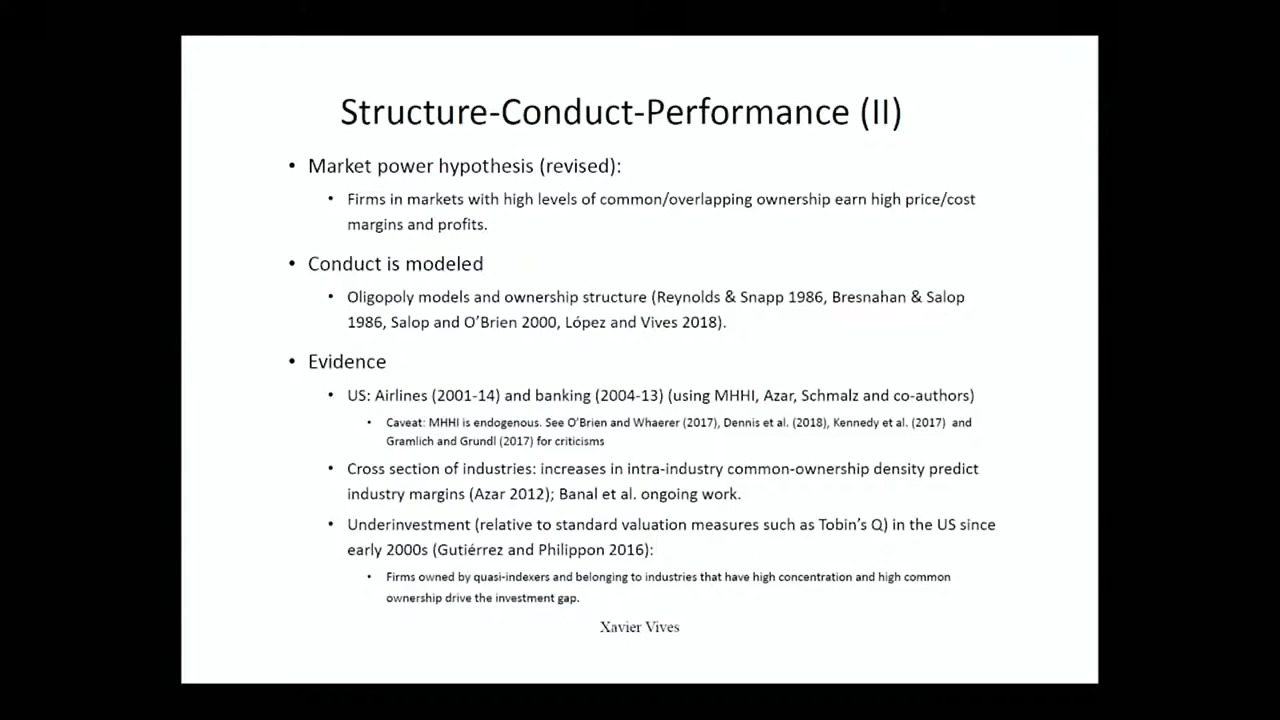 Structure-Conduct-Performance (II)
• Market power hypothesis (revised):
• Firms in markets with high levels of common/overlapping ownership earn high price/cost
margins and profits.
• Conduct is modeled
• Oligopoly models and ownership structure (Reynolds & Snapp 1986, Bresnahan & Salop
1986, Salop and O'Brien 2000, López and Vives 2018).
• Evidence
• US: Airlines (2001-14) and banking (2004-13) (using MHHI, Azar, Schmalz and co-authors)
• Caveat: MHHI is endogenous. See O'Brien and Whaerer (2017), Dennis et al. (2018), Kennedy et al. (2017) and
Gramlich and Grundl (2017) for criticisms
• Cross section of industries: increases in intra-industry common-ownership density predict
industry margins (Azar 2012); Banal et al. ongoing work.
• Underinvestment (relative to standard valuation measures such as Tobin's Q) in the US since
early 2000s (Gutiérrez and Philippon 2016):
• Firms owned by quasi-indexers and belonging to industries that have high concentration and high common
ownership drive the investment gap.
Xavier Vives